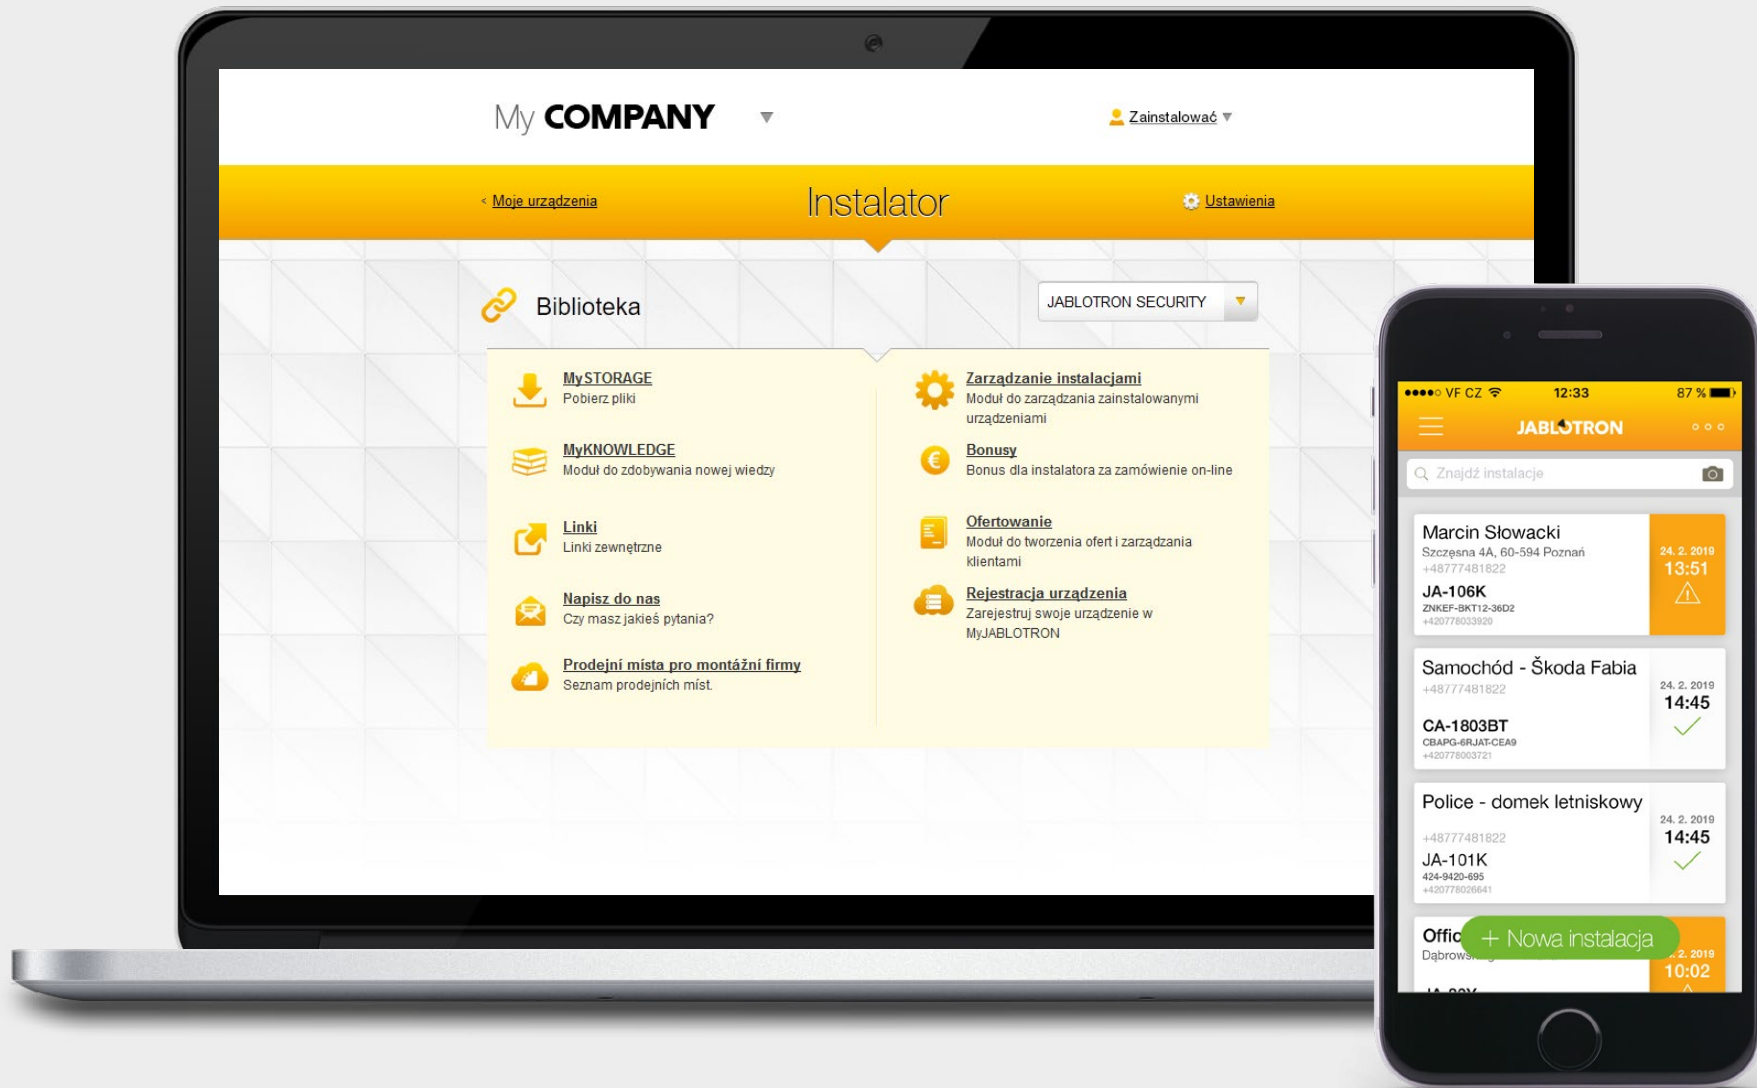 My COMPANY
Zainstalować
< Moje urządzenia
Instalator
Ustawienia
Biblioteka
JABLOTRON SECURITY
MySTORAGE
Pobierz pliki
MyKNOWLEDGE
Moduł do zdobywania nowej wiedzy
Linki
Linki zewnętrzne
Napisz do nas
Czy masz jakieś pytania?
Prodejní místa pro montážní firmy
Seznam prodejních míst.
Zarządzanie instalacjami
Moduł do zarządzania zainstalowanymi
urządzeniami
Bonusy
Bonus dla instalatora za zamówienie on-line
Ofertowanie
Moduł do tworzenia ofert i zarządzania
klientami
Rejestracja urządzenia
Zarejestruj swoje urządzenie w
MyJABLOTRON
VF CZ 12:33 87 %
JABLOTRON
Znajdź instalacje
Marcin Słowacki
Szczęsna 4A, 60-594 Poznań
+48777481822
JA-106K
ZNKEF-BKT12-36D2
+420778033920
24. 2. 2019
13:51
Samochód - Škoda Fabia
+48777481822
CA-1803BT
CBAPG-6RJAT-CEA9
+420778003721
24. 2. 2019
14:45
Police - domek letniskowy
+48777481822
JA-101K
424-9420-695
+420778026641
24. 2. 2019
14:45
+ Nowa instalacja
2. 2019
10:02